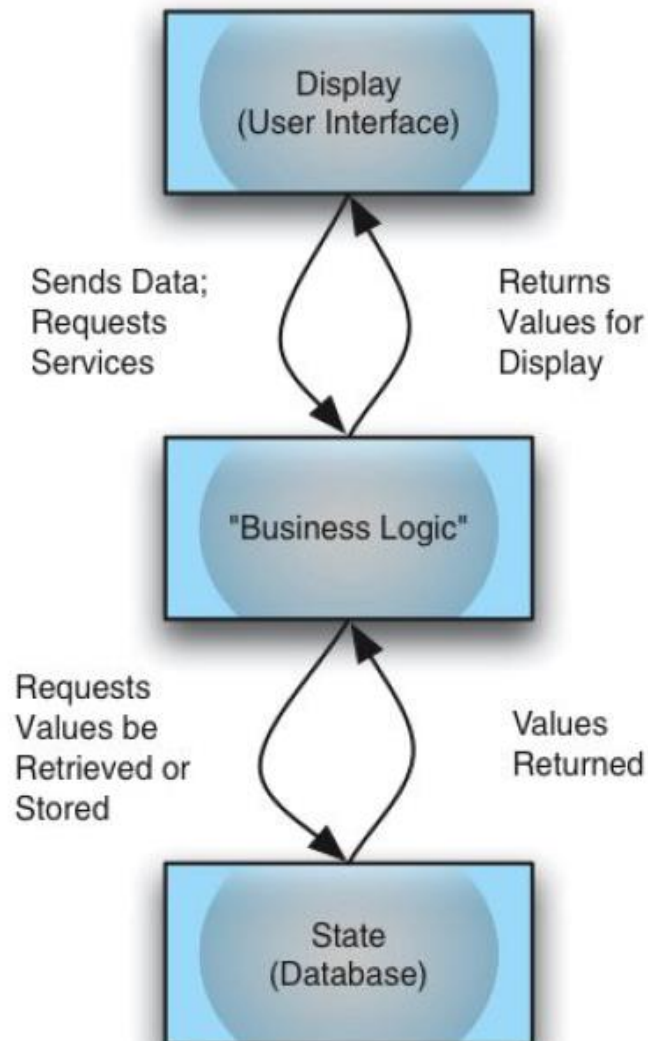 Display
(User Interface)
Sends Data;
Requests
Services
Returns
Values for
Display
"Business Logic"
Requests
Values be
Retrieved or
Stored
Values
Returned
State
(Database)